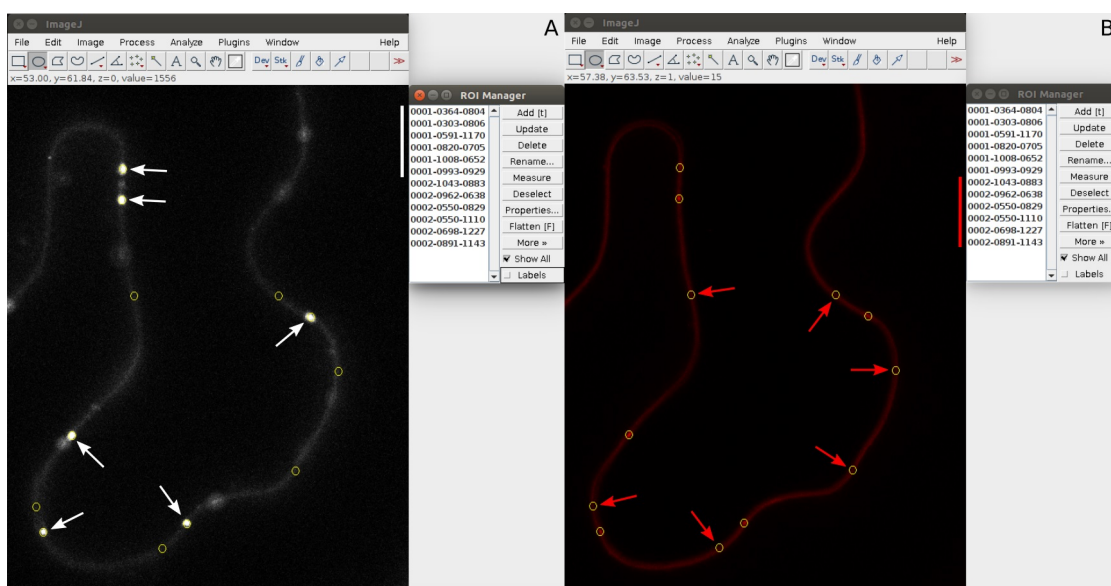 ImageJ
A
File Edit Image Process Analyze Plugins Window Help
A Dev Stk >>
x=53.00, y=61.84, z=0, value=1556
ROI Manager
0001-0364-0804
0001-0303-0806
0001-0591-1170
0001-0820-0705
0001-1008-0652
0001-0993-0929
0002-1043-0883
0002-0962-0638
0002-0550-0829
0002-0550-1110
0002-0698-1227
0002-0891-1143
Add [t]
Update
Delete
Rename...
Measure
Deselect
Properties...
Flatten [F]
More »
Show All
Labels
ImageJ
B
File Edit Image Process Analyze Plugins Window Help
A Dev Stk >>
x=57.38, y=63.53, z=1, value=15
ROI Manager
0001-0364-0804
0001-0303-0806
0001-0591-1170
0001-0820-0705
0001-1008-0652
0001-0993-0929
0002-1043-0883
0002-0962-0638
0002-0550-0829
0002-0550-1110
0002-0698-1227
0002-0891-1143
Add [t]
Update
Delete
Rename...
Measure
Deselect
Properties.
Flatten [F]
More »
Show All
Labels